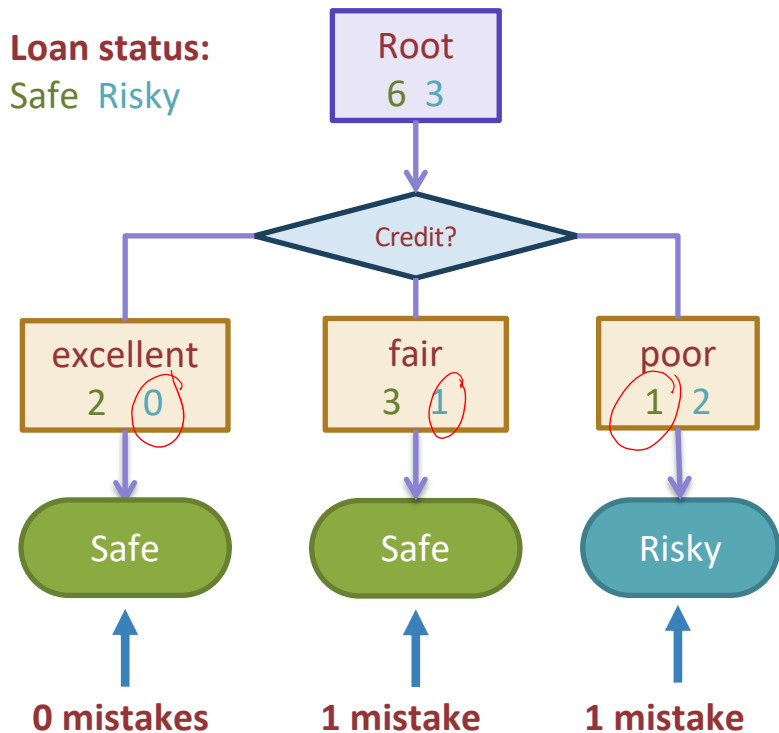 Loan status:
Safe Risky
Root
6 3
Credit?
excellent
2 0
fair
3 1
poor
1 2
Safe
Safe
Risky
0 mistakes
1 mistake
1 mistake